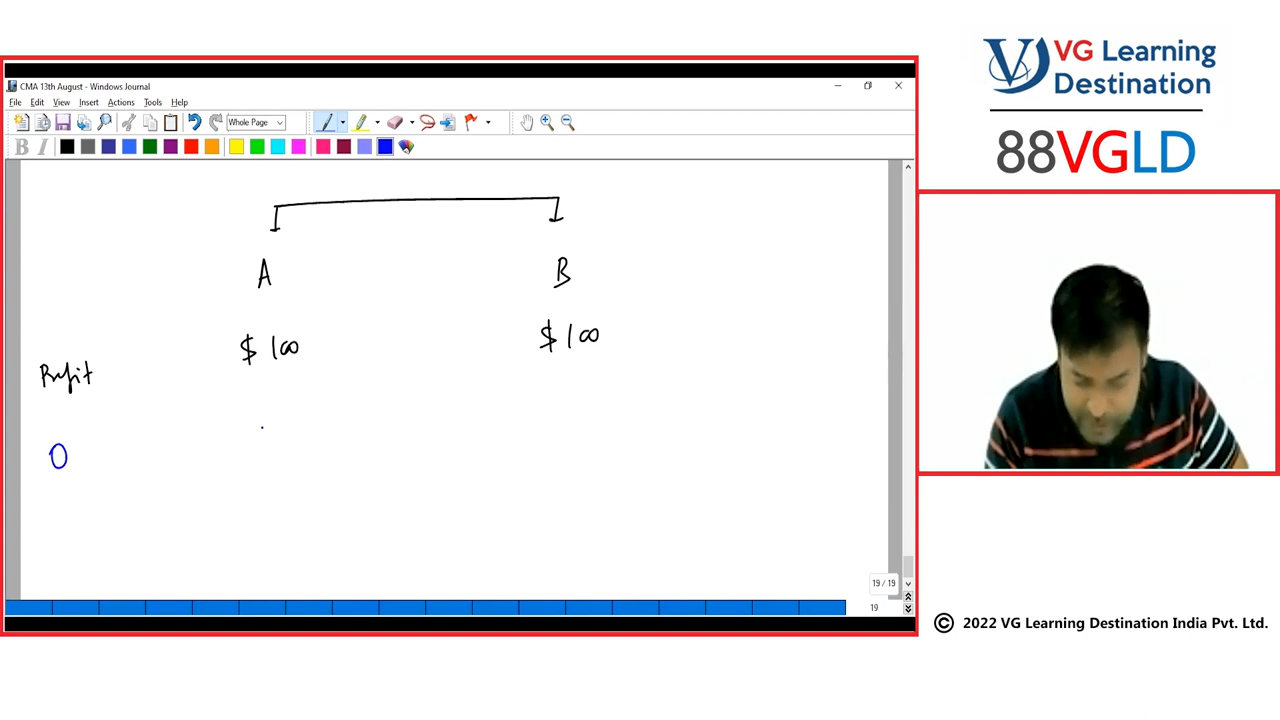 VG Learning
Destination
88VGLD
CMA 13th August - Windows Journal
File Edit View Insert Actions Tools Help
Whole Page
B I
A B
$ 100 $ 100
Profit
0
19 / 19
19
© 2022 VG Learning Destination India Pvt. Ltd.